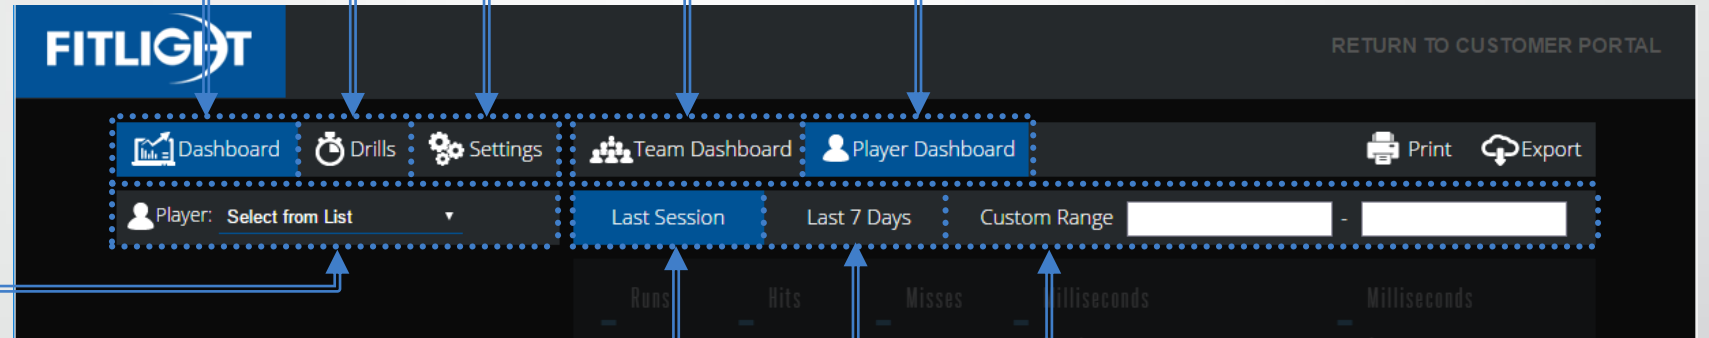 FITLIGHT
RETURN TO CUSTOMER PORTAL
Dashboard Drills Settings Team Dashboard Player Dashboard Print Export
Player: Select from List Last Session Last 7 Days Custom Range -
Runs Hits Misses Milliseconds Milliseconds